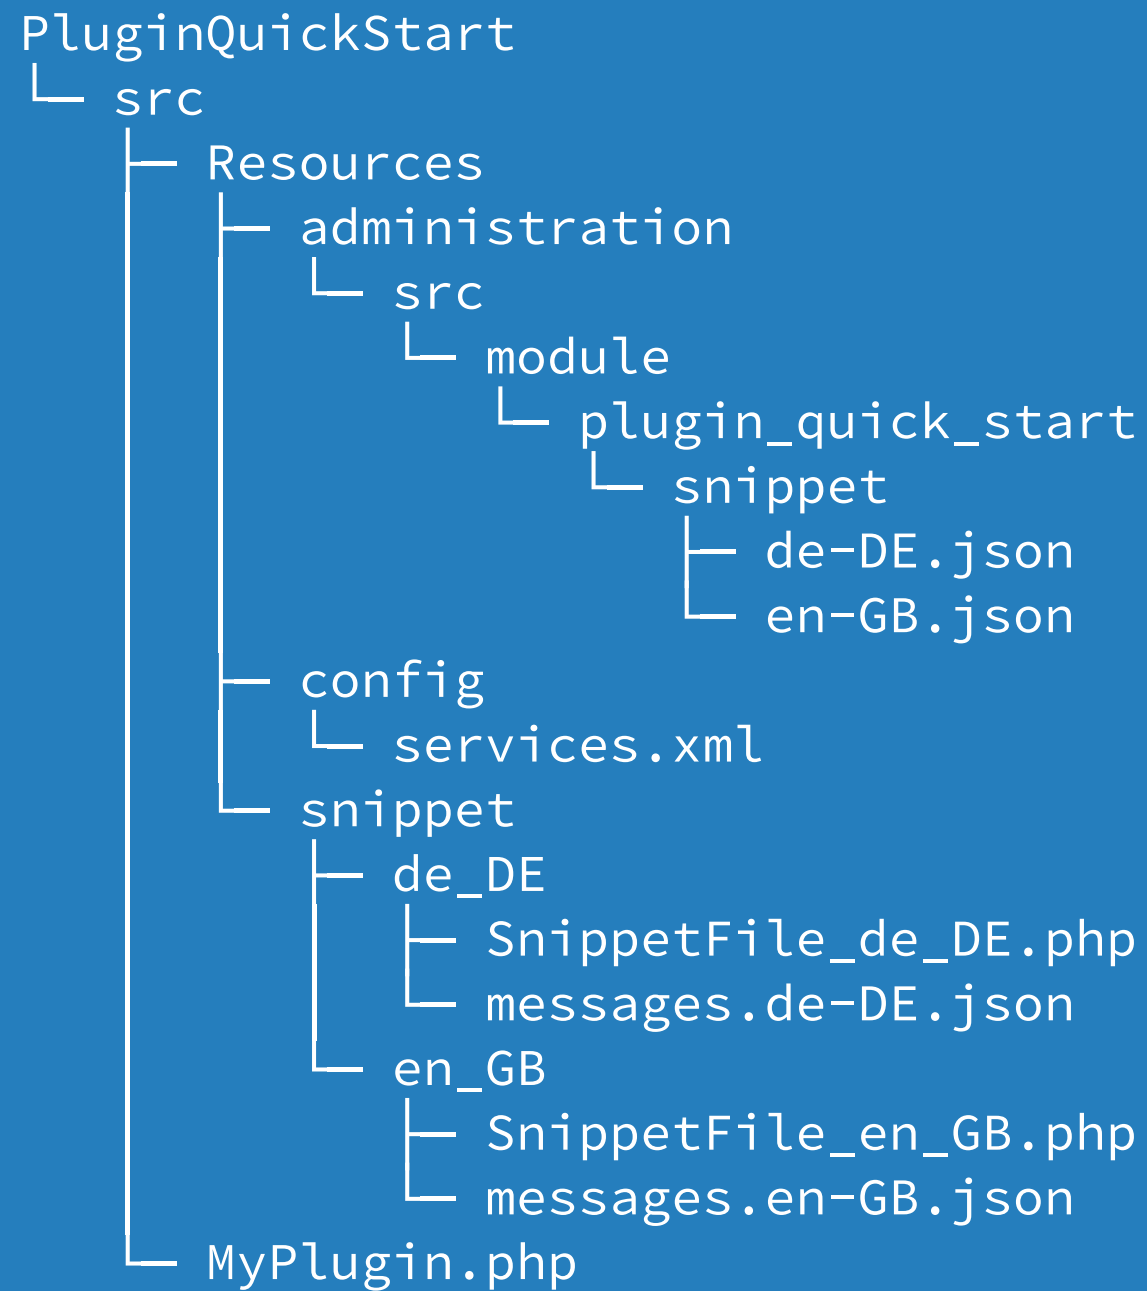 PluginQuickStart
└── src
    ├── Resources
    │   ├── administration
    │   │   └── src
    │   │       └── module
    │   │           └── plugin_quick_start
    │   │               └── snippet
    │   │                   ├── de-DE.json
    │   │                   └── en-GB.json
    │   ├── config
    │   │   └── services.xml
    │   └── snippet
    │       ├── de_DE
    │       │   ├── SnippetFile_de_DE.php
    │       │   └── messages.de-DE.json
    │       └── en_GB
    │           ├── SnippetFile_en_GB.php
    │           └── messages.en-GB.json
    └── MyPlugin.php